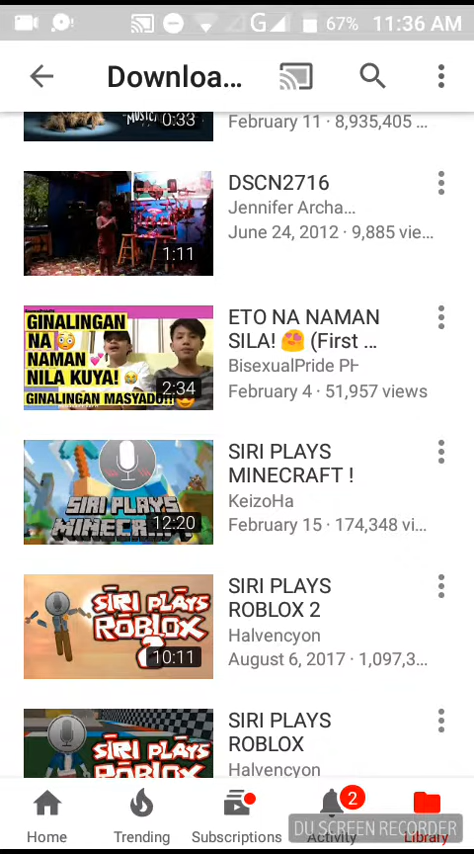 G 67% 11:36 AM
Downloa...
MUSIC
0:33
February 11 · 8,935,405 ...
DSCN2716
Jennifer Archa...
June 24, 2012 · 9,885 vie...
1:11
GINALINGAN
NA
NAMAN
NILA KUYA!
GINALINGAN MASYADO!!!
2:34
ETO NA NAMAN
SILA! 😍 (First ...
BisexualPride PH
February 4 · 51,957 views
SIRI PLAYS
MINECR
12:20
SIRI PLAYS
MINECRAFT !
KeizoHa
February 15 · 174,348 vi...
SIRI PLAYS
ROBLOX
2
10:11
SIRI PLAYS
ROBLOX 2
Halvencyon
August 6, 2017 · 1,097,3...
SIRI PLAYS
ROBLOX
SIRI PLAYS
ROBLOX
Halvencyon
2
Home Trending Subscriptions Activity Library
DU SCREEN RECORDER